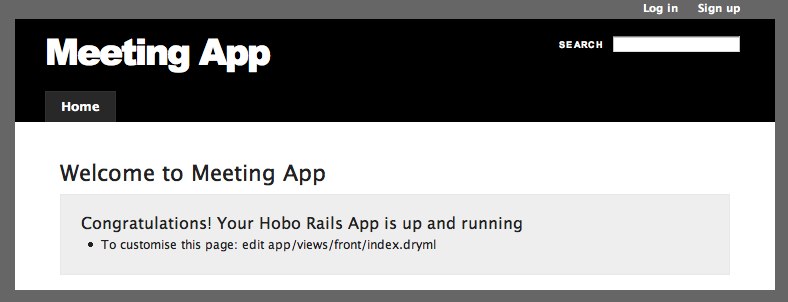 Log in Sign up
Meeting App
SEARCH
Home
Welcome to Meeting App
Congratulations! Your Hobo Rails App is up and running
• To customise this page: edit app/views/front/index.dryml